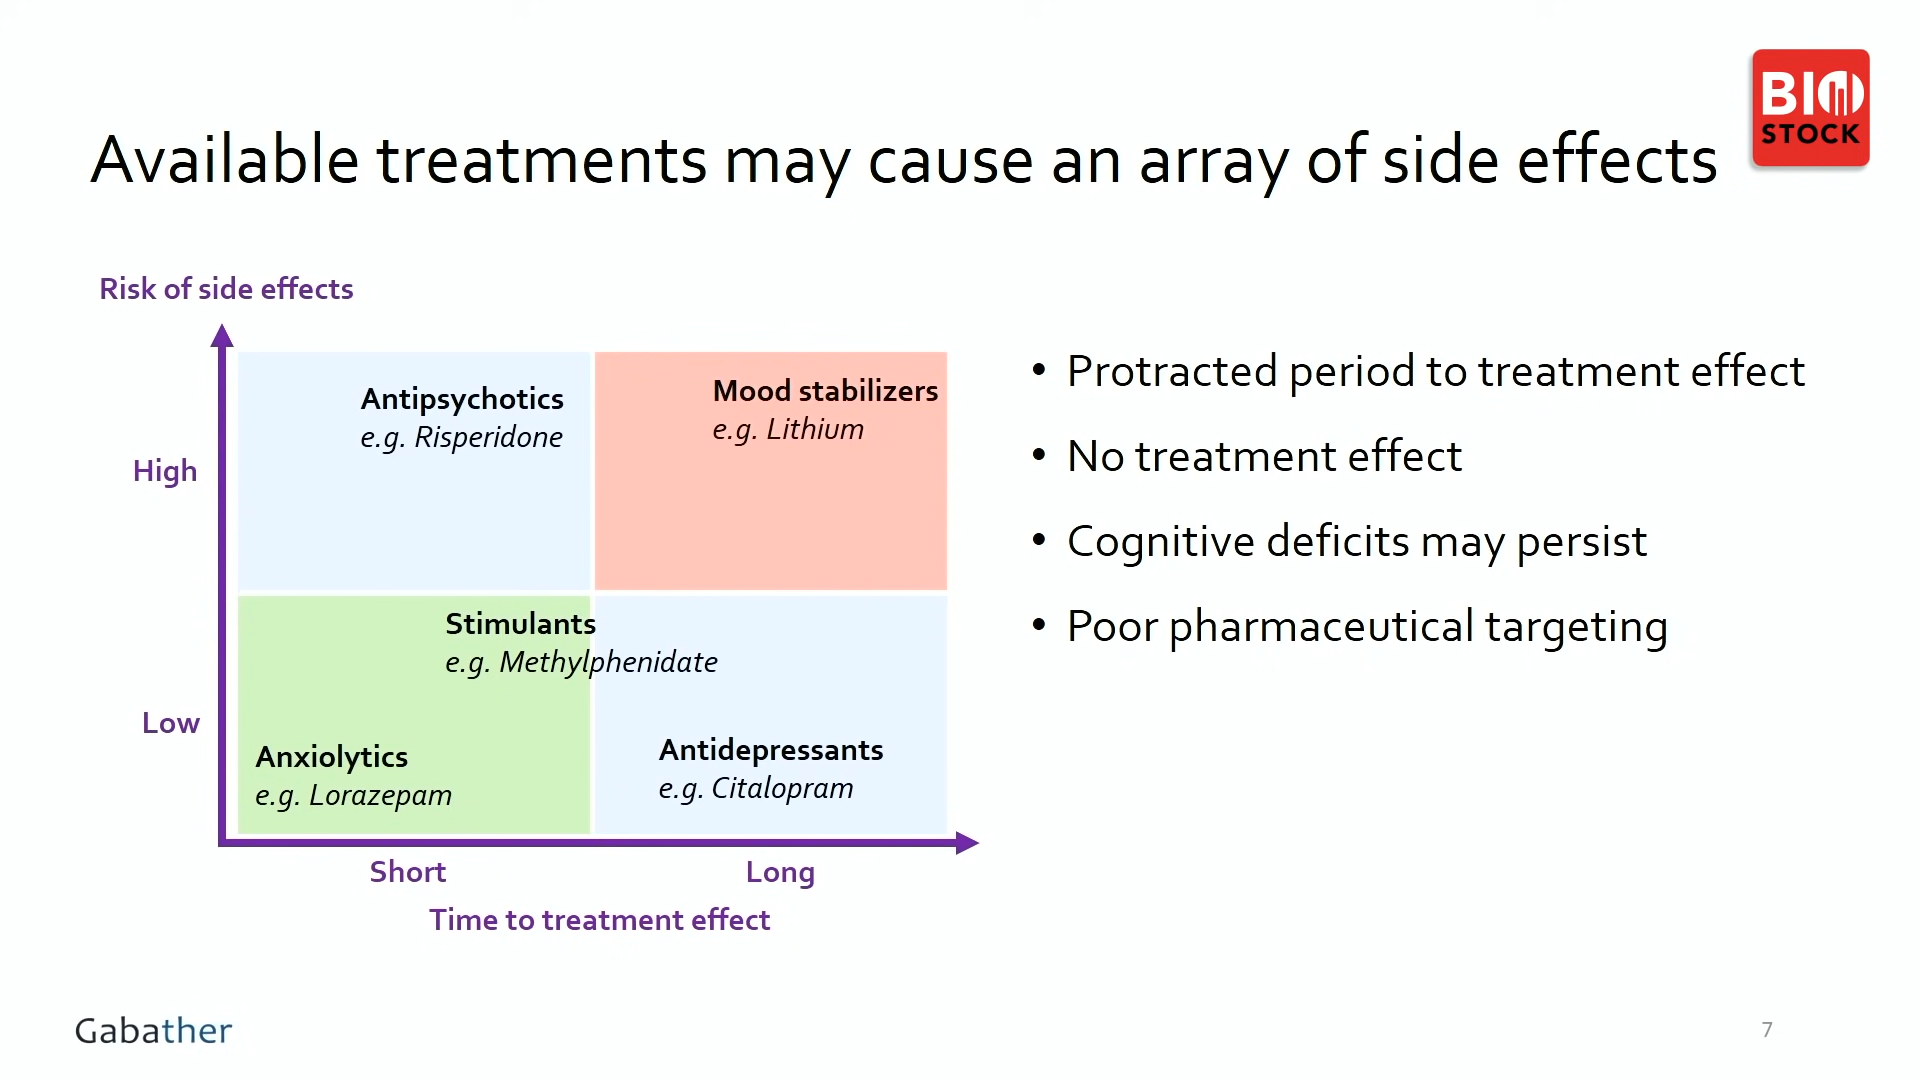 BIO
STOCK
Available treatments may cause an array of side effects
Risk of side effects
High
Low
Antipsychotics
e.g. Risperidone
Mood stabilizers
e.g. Lithium
Stimulants
e.g. Methylphenidate
Anxiolytics
e.g. Lorazepam
Antidepressants
e.g. Citalopram
Short
Long
Time to treatment effect
• Protracted period to treatment effect
• No treatment effect
• Cognitive deficits may persist
• Poor pharmaceutical targeting
Gabather
7